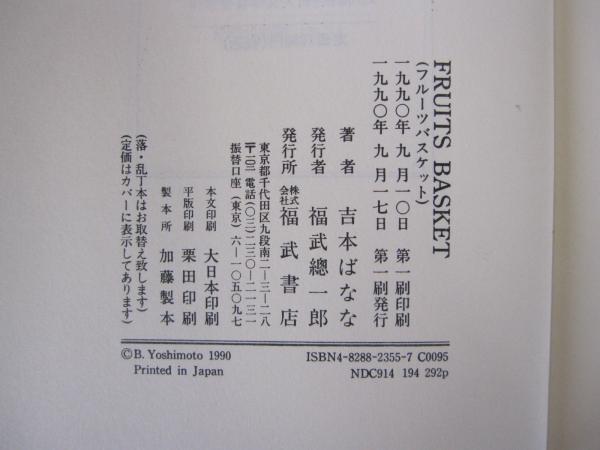 FRUITS BASKET
(フルーツバスケット)
一九九〇年 九月一〇日 第一刷印刷
一九九〇年 九月一七日 第一刷発行
著者 吉本ばなな
発行者 福武總一郎
発行所 株式会社 福武書店
東京都千代田区九段南二―三―二八
〒一〇二 電話(〇三)二三〇―二一三一
振替口座(東京)六―一〇五〇九七
本文印刷 大日本印刷
平版印刷 栗田印刷
製本所 加藤製本
(落・乱丁本はお取替え致します)
(定価はカバーに表示してあります)
©B. Yoshimoto 1990
Printed in Japan
ISBN4-8288-2355-7 C0095
NDC914 194 292p